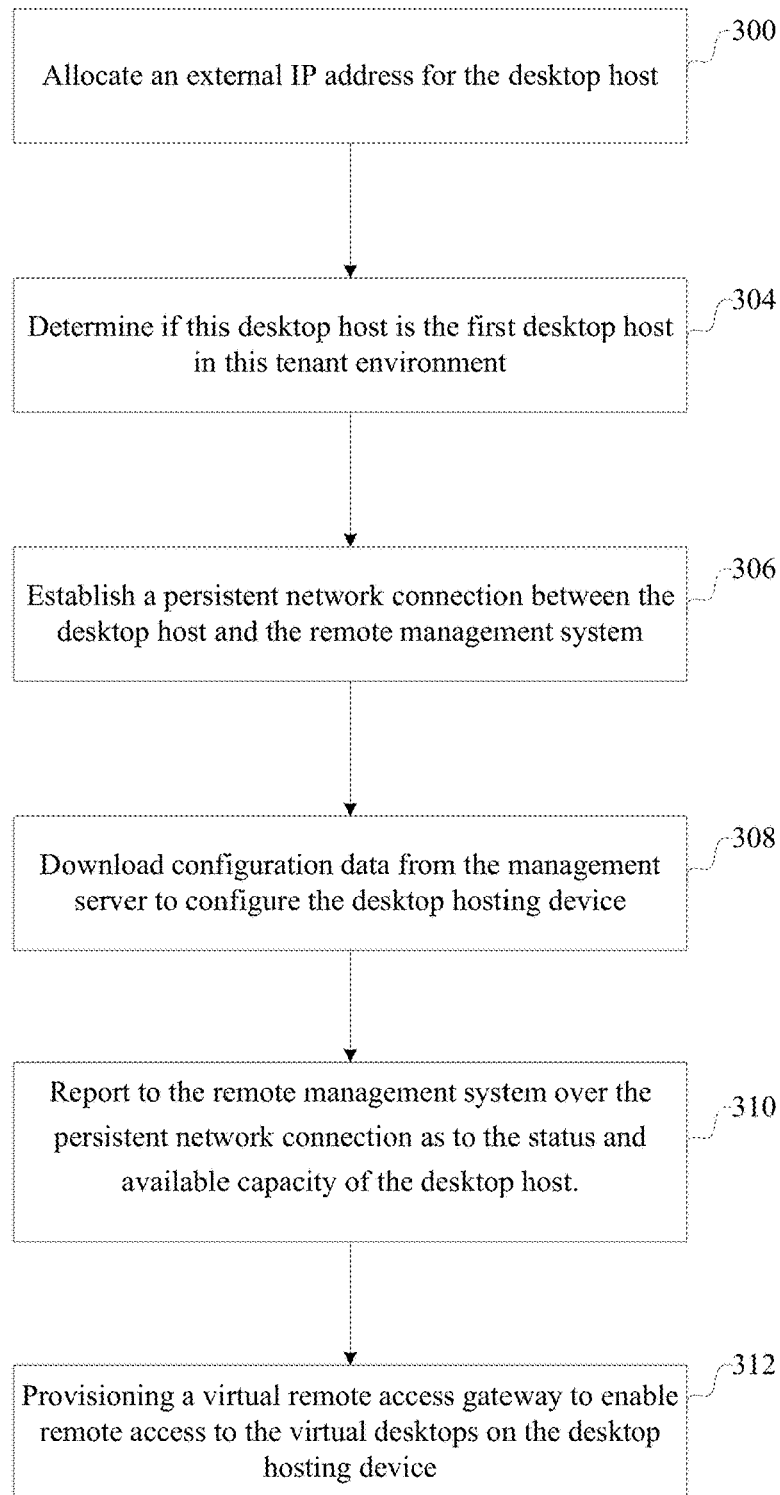 300
Allocate an external IP address for the desktop host
304
Determine if this desktop host is the first desktop host
in this tenant environment
306
Establish a persistent network connection between the
desktop host and the remote management system
308
Download configuration data from the management
server to configure the desktop hosting device
Report to the remote management system over the
310
persistent network connection as to the status and
available capacity of the desktop host.
312
Provisioning a virtual remote access gateway to enable
remote access to the virtual desktops on the desktop
hosting device